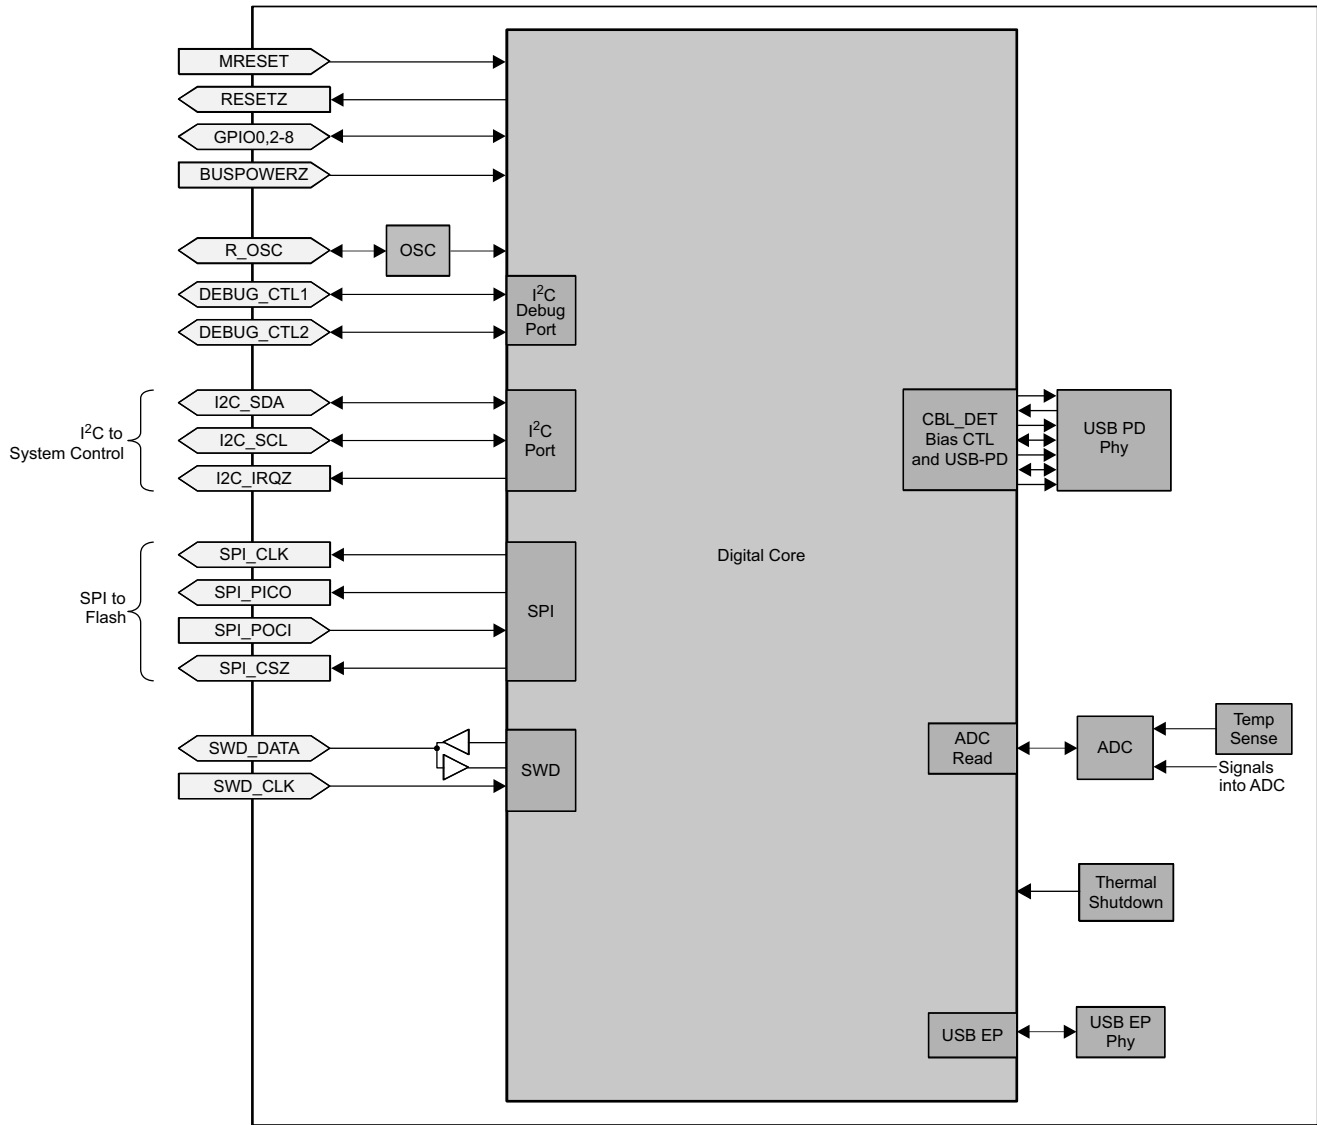 MRESET
RESETZ
GPIO0,2-8
BUSPOWERZ
R_OSC
OSC
DEBUG_CTL1
DEBUG_CTL2
I²C
Debug
Port
I²C to
System Control
I2C_SDA
I2C_SCL
I2C_IRQZ
I²C
Port
CBL_DET
Bias CTL
and USB-PD
USB PD
Phy
Digital Core
SPI to
Flash
SPI_CLK
SPI_PICO
SPI_POCI
SPI_CSZ
SPI
SWD_DATA
SWD_CLK
SWD
ADC
Read
ADC
Temp
Sense
Signals
into ADC
Thermal
Shutdown
USB EP
USB EP
Phy